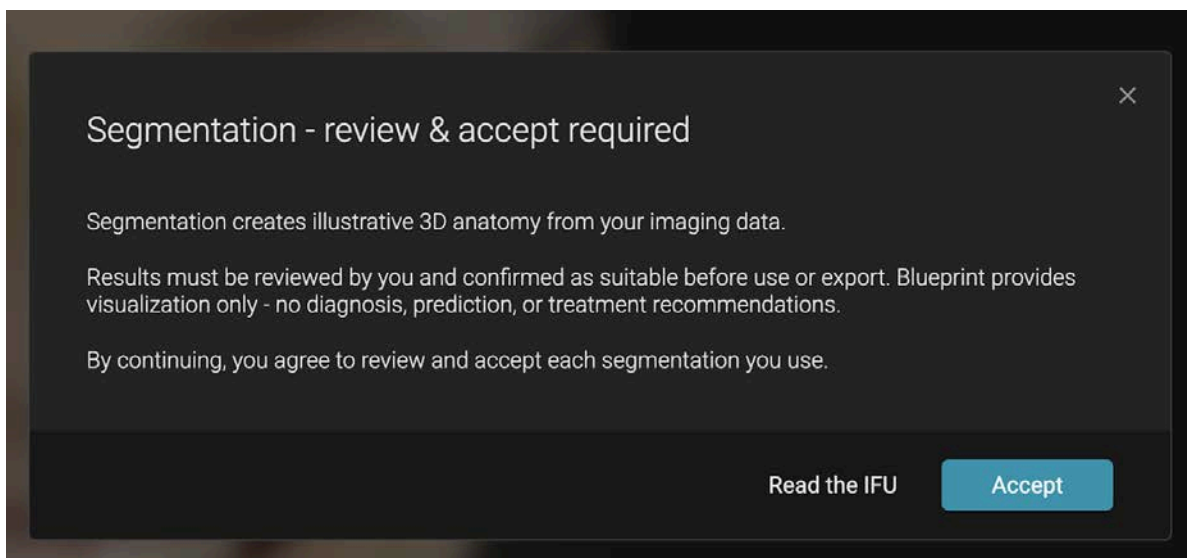 Segmentation - review & accept required
Segmentation creates illustrative 3D anatomy from your imaging data.
Results must be reviewed by you and confirmed as suitable before use or export. Blueprint provides
visualization only - no diagnosis, prediction, or treatment recommendations.
By continuing, you agree to review and accept each segmentation you use.
Read the IFU
Accept